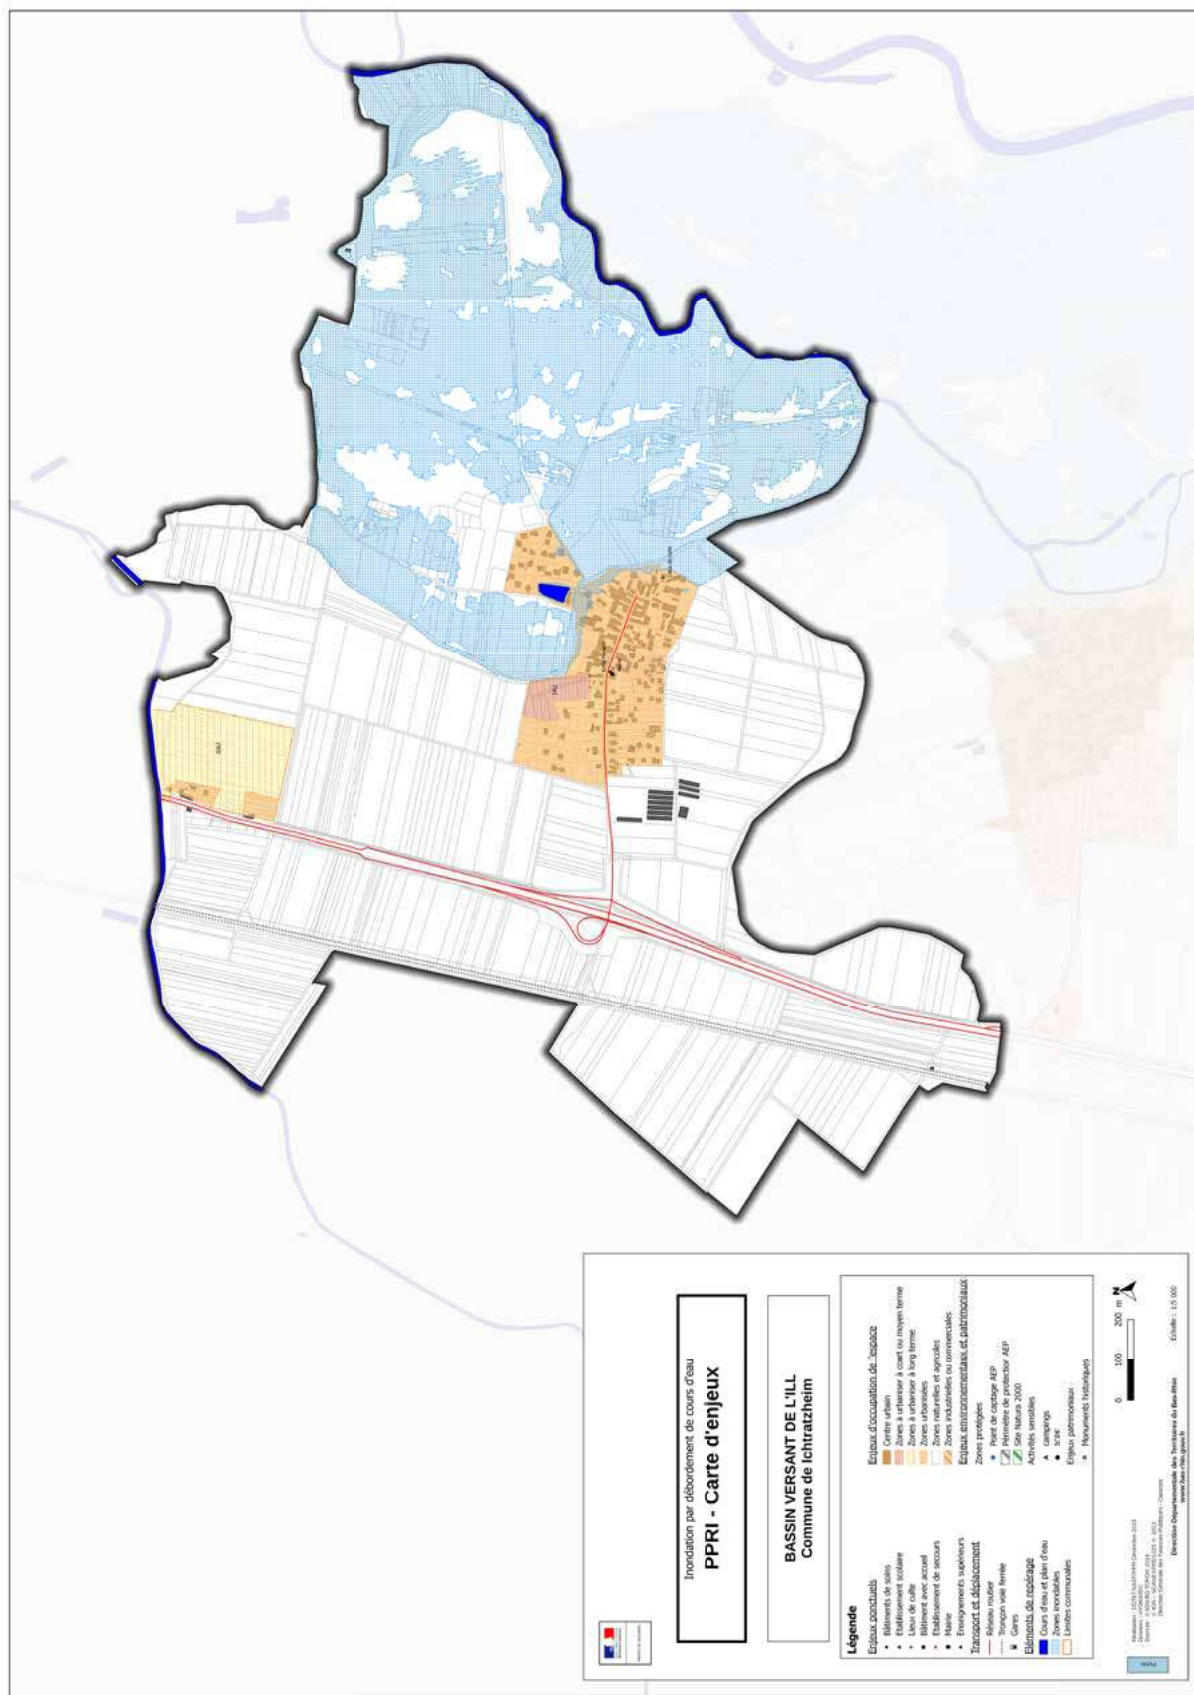 Inondation par débordement de cours d'eau
PPRI - Carte d'enjeux
BASSIN VERSANT DE L'ILL
Commune de Ichtratzheim
Légende
Enjeux ponctuels
Bâtiments de soins
Etablissement scolaire
Lieux de culte
Bâtiment avec accueil
Etablissement de secours
Mairie
Enseignements supérieurs
Transport et déplacement
Réseau routier
Tronçon voie ferrée
Gares
Eléments de repérage
Cours d'eau et plan d'eau
Zones inondables
Limites communales
Enjeux d'occupation de l'espace
Centre urbain
Zones à urbaniser à court ou moyen terme
Zones à urbaniser à long terme
Zones urbanisées
Zones naturelles et agricoles
Zones industrielles ou commerciales
Enjeux environnementaux et patrimoniaux
Zones protégées
Point de captage AEP
Périmètre de protection AEP
Site Natura 2000
Activités sensibles
campings
Enjeux patrimoniaux
Monuments historiques
0 100 200 m
N
Direction Départementale des Territoires du Bas-Rhin
www.bas-rhin.gouv.fr